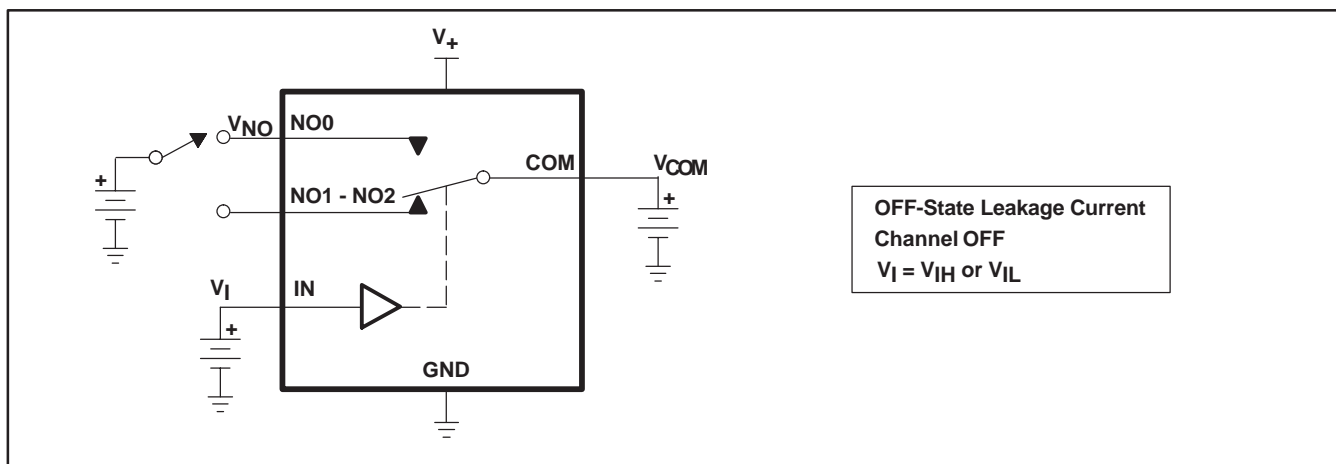 V+
VNO NO0
COM VCOM
+
NO1 - NO2
+
OFF-State Leakage Current
Channel OFF
VI = VIH or VIL
VI IN
+
GND